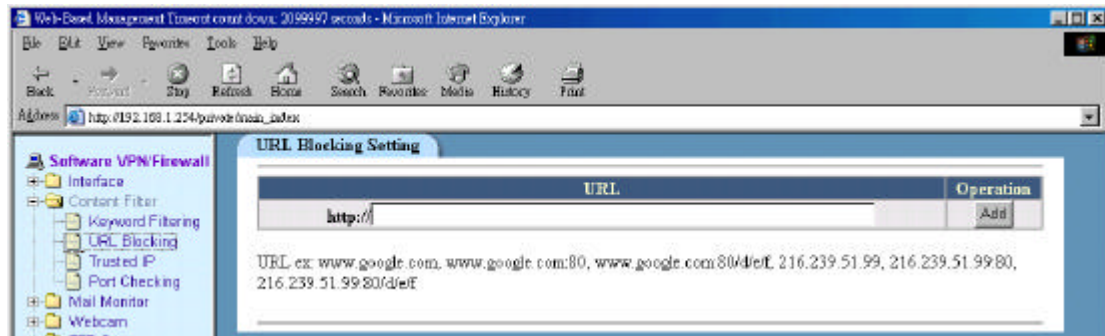 Web-Based Management Timeout count down: 2099997 seconds - Microsoft Internet Explorer
File Edit View Favorites Tools Help
Back Forward Stop Refresh Home Search Favorites Media History Print
Address http://192.168.1.254/private/main_index
Software VPN/Firewall
Interface
Content Filter
Keyword Filtering
URL Blocking
Trusted IP
Port Checking
Mail Monitor
Webcam
URL Blocking Setting
URL Operation
http:// Add
URL ex: www.google.com, www.google.com:80, www.google.com:80/d/e/f, 216.239.51.99, 216.239.51.99:80,
216.239.51.99:80/d/e/f